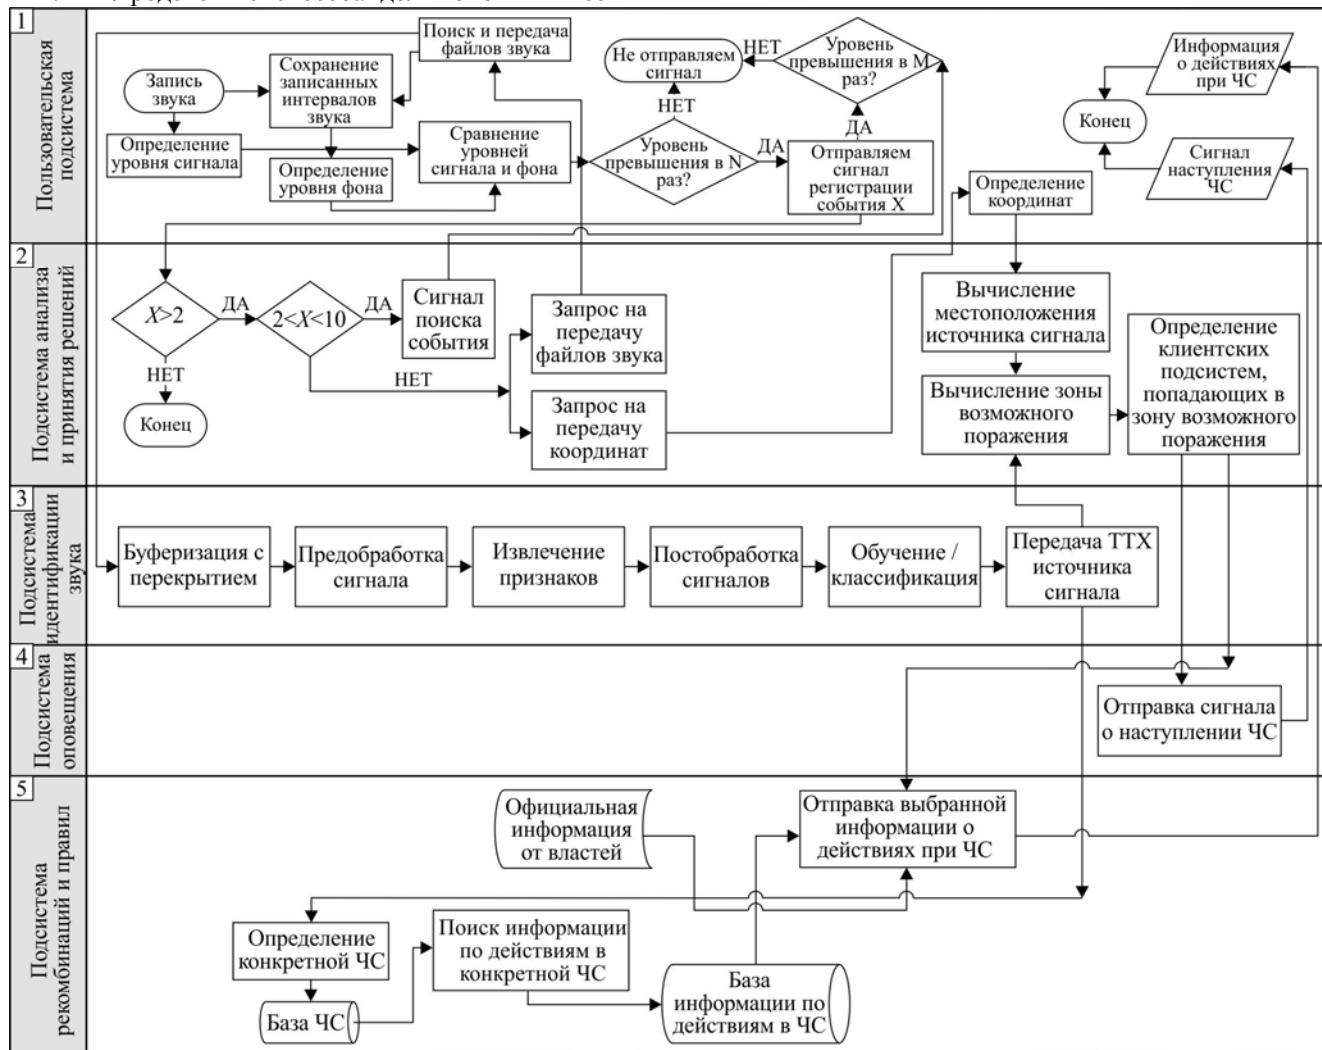 1
Пользовательская
подсистема
Запись
звука
Определение
уровня сигнала
Сохранение
записанных
интервалов
звука
Определение
уровня фона
Поиск и передача
файлов звука
Сравнение
уровней
сигнала и фона
Не отправляем
сигнал
НЕТ
Уровень
превышения в N
раз?
ДА
НЕТ
Уровень
превышения в M
раз?
ДА
Отправляем
сигнал
регистрации
события X
Определение
координат
Информация
о действиях
при ЧС
Конец
Сигнал
наступления
ЧС
2
Подсистема анализа
и принятия решений
X>2
ДА
НЕТ
Конец
2<X<10
ДА
НЕТ
Сигнал
поиска
события
Запрос на
передачу
файлов звука
Запрос на
передачу
координат
Вычисление
местоположения
источника сигнала
Вычисление зоны
возможного
поражения
Определение
клиентских
подсистем,
попадающих в
зону возможного
поражения
3
Подсистема
идентификации
звука
Буферизация с
перекрытием
Предобработка
сигнала
Извлечение
признаков
Постобработка
сигналов
Обучение /
классификация
Передача ТТХ
источника
сигнала
4
Подсистема
оповещения
Отправка сигнала
о наступлении ЧС
5
Подсистема
рекомбинаций и правил
Официальная
информация
от властей
Отправка выбранной
информации о
действиях при ЧС
Определение
конкретной ЧС
База ЧС
Поиск информации
по действиям в
конкретной ЧС
База
информации по
действиям в ЧС